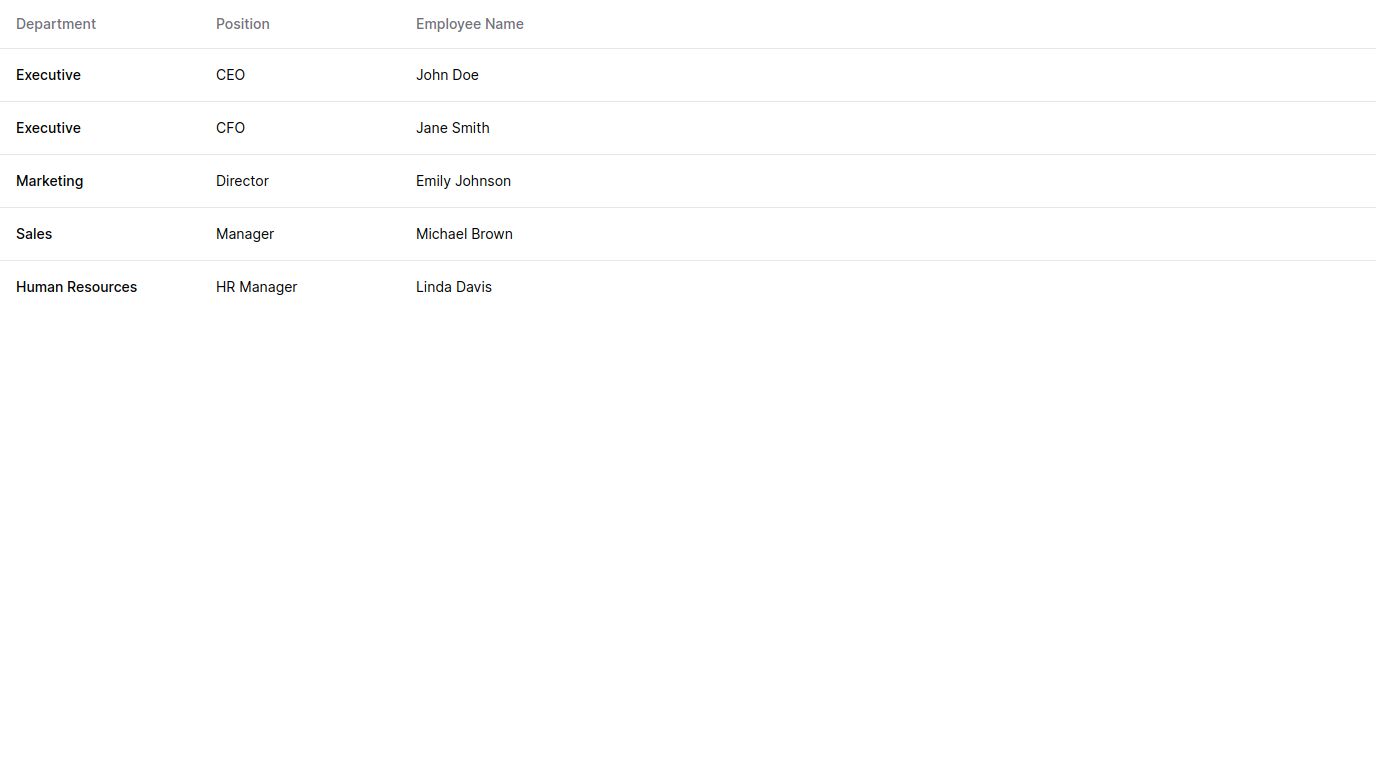 Department Position Employee Name
Executive CEO John Doe
Executive CFO Jane Smith
Marketing Director Emily Johnson
Sales Manager Michael Brown
Human Resources HR Manager Linda Davis